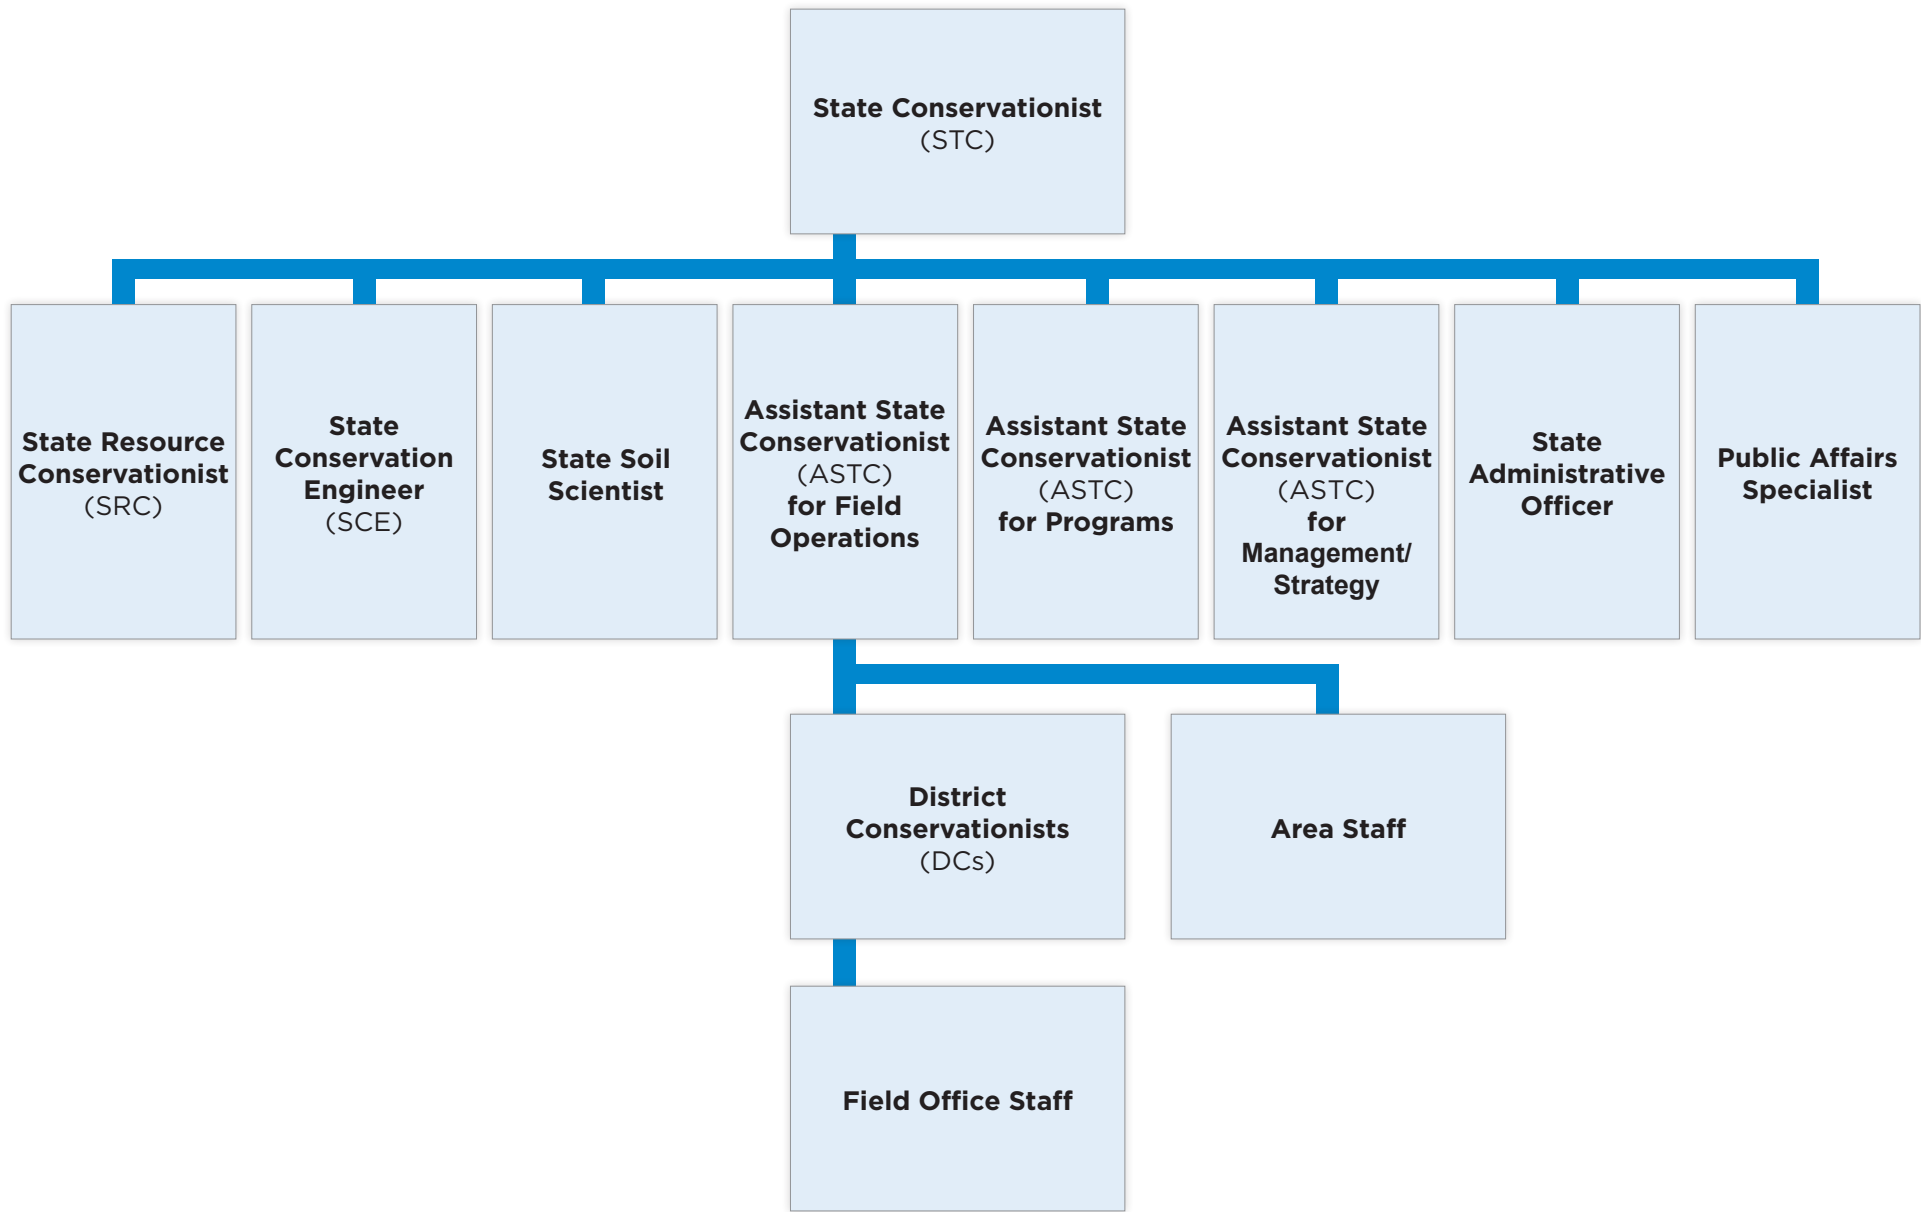 State Conservationist
(STC)
State Resource
Conservationist
(SRC)
State
Conservation
Engineer
(SCE)
State Soil
Scientist
Assistant State
Conservationist
(ASTC)
for Field
Operations
Assistant State
Conservationist
(ASTC)
for Programs
Assistant State
Conservationist
(ASTC)
for
Management/
Strategy
State
Administrative
Officer
Public Affairs
Specialist
District
Conservationists
(DCs)
Area Staff
Field Office Staff